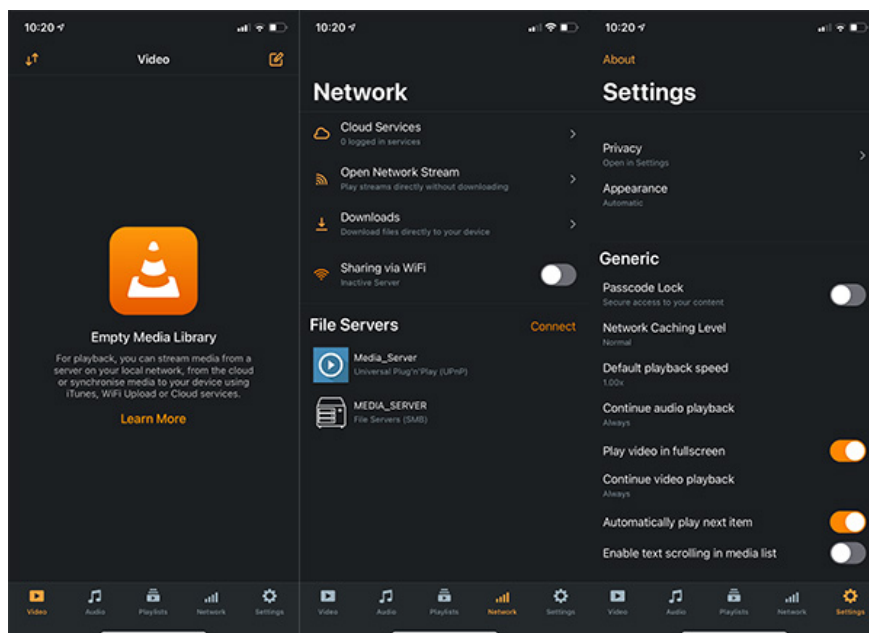 10:20
Video
Empty Media Library
For playback, you can stream media from a
server on your local network, from the cloud
or synchronise media to your device using
iTunes, WiFi Upload or Cloud services.
Learn More
Video
Audio
Playlists
Network
Settings
10:20
Network
Cloud Services
0 logged in services
Open Network Stream
Play streams directly without downloading
Downloads
Download files directly to your device
Sharing via WiFi
Inactive Server
File Servers
Connect
Media_Server
Universal Plug'n'Play (UPnP)
MEDIA_SERVER
File Servers (SMB)
Video
Audio
Playlists
Network
Settings
10:20
About
Settings
Privacy
Open in Settings
Appearance
Automatic
Generic
Passcode Lock
Secure access to your content
Network Caching Level
Normal
Default playback speed
1.00x
Continue audio playback
Always
Play video in fullscreen
Continue video playback
Always
Automatically play next item
Enable text scrolling in media list
Video
Audio
Playlists
Network
Settings